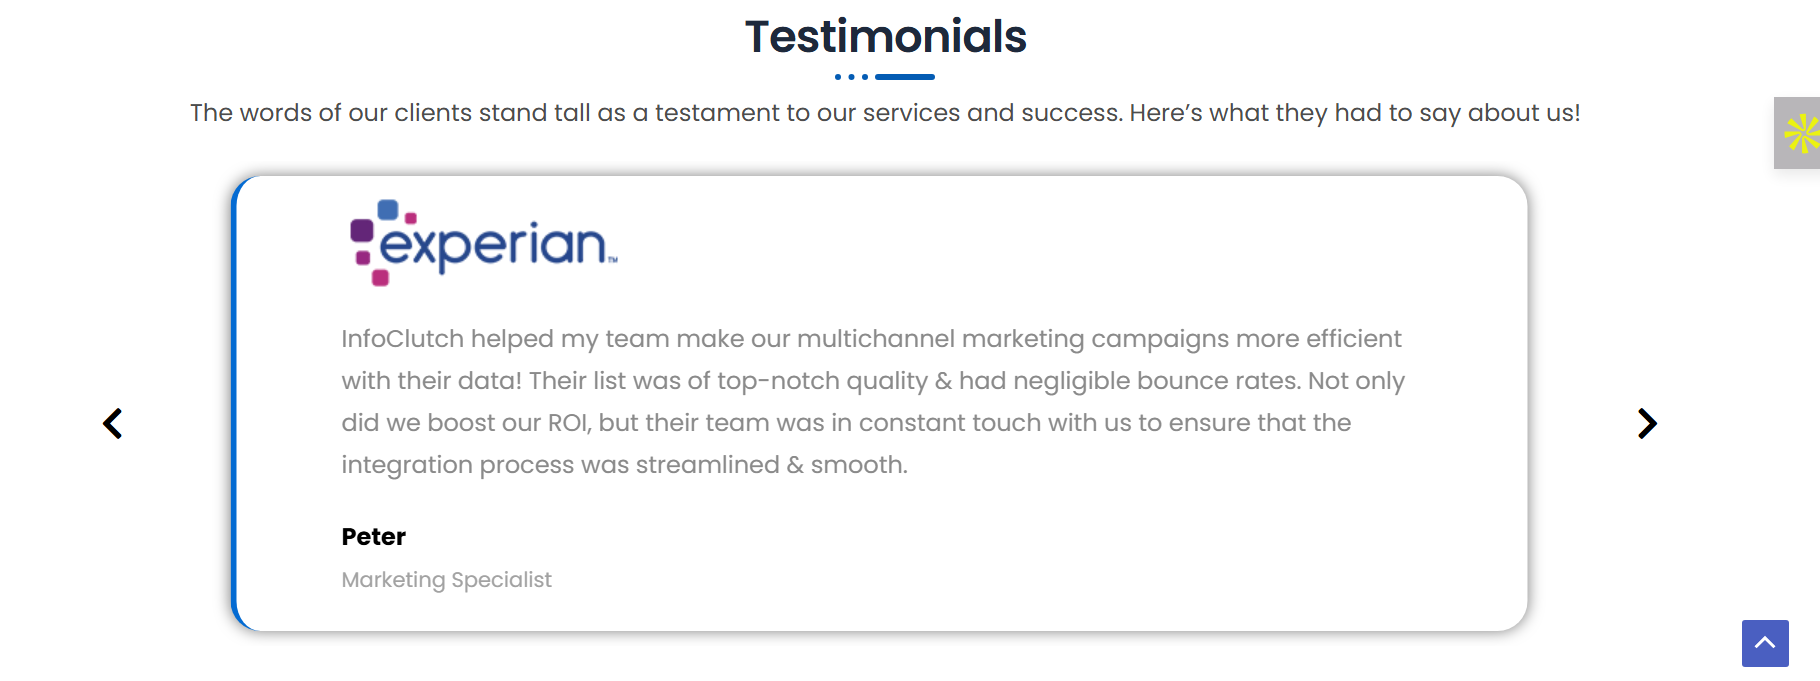 Testimonials
The words of our clients stand tall as a testament to our services and success. Here’s what they had to say about us!
experian™
InfoClutch helped my team make our multichannel marketing campaigns more efficient
with their data! Their list was of top-notch quality & had negligible bounce rates. Not only
did we boost our ROI, but their team was in constant touch with us to ensure that the
integration process was streamlined & smooth.
Peter
Marketing Specialist